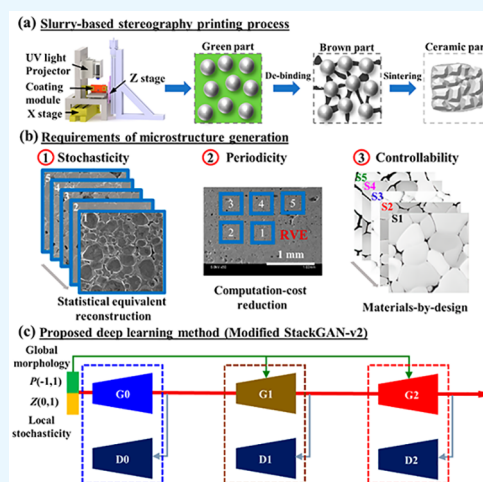 (a) Slurry-based stereography printing process
UV light
Projector
Coating
module
X stage
Z stage
Green part
De-binding
Brown part
Sintering
Ceramic part
(b) Requirements of microstructure generation
1 Stochasticity
2 Periodicity
3 Controllability
5
2
1
3 4 5
2 1
RVE
1 mm
S5
S4
S3
S2
S1
Statistical equivalent
reconstruction
Computation-cost
reduction
Materials-by-design
(c) Proposed deep learning method (Modified StackGAN-v2)
Global
morphology
P(-1,1)
Z(0,1)
Local
stochasticity
G0
G1
G2
D0
D1
D2